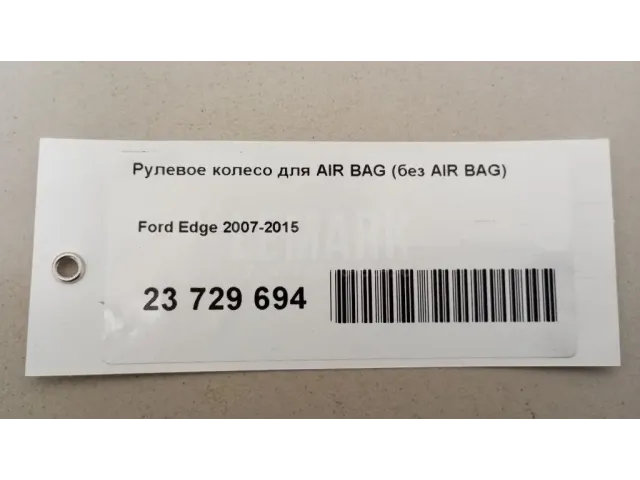 Рулевое колесо для AIR BAG (без AIR BAG)
Ford Edge 2007-2015
23 729 694